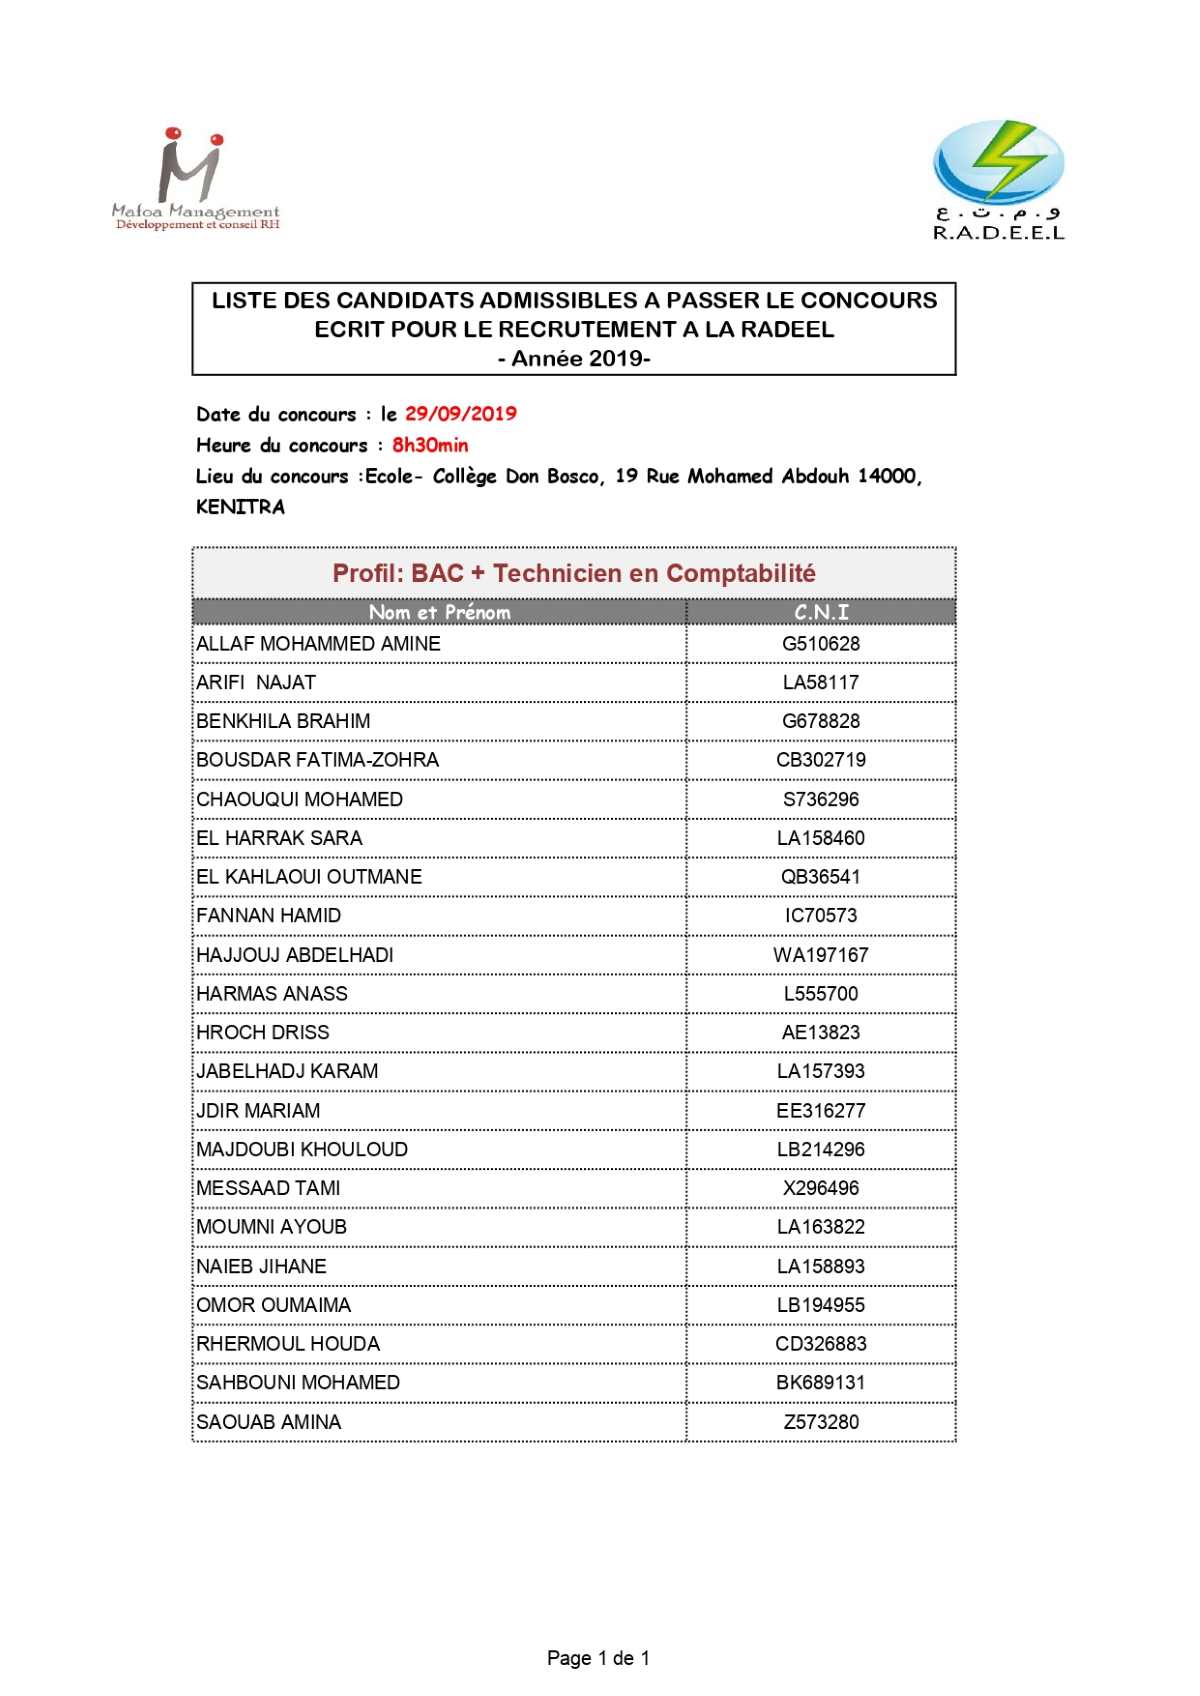 Mafoa Management
Développement et conseil RH
و . م . ت . ع
R.A.D.E.E.L
LISTE DES CANDIDATS ADMISSIBLES A PASSER LE CONCOURS
ECRIT POUR LE RECRUTEMENT A LA RADEEL
- Année 2019-
Date du concours : le 29/09/2019
Heure du concours : 8h30min
Lieu du concours :Ecole- Collège Don Bosco, 19 Rue Mohamed Abdouh 14000,
KENITRA
Profil: BAC + Technicien en Comptabilité
Nom et Prénom C.N.I
ALLAF MOHAMMED AMINE G510628
ARIFI  NAJAT LA58117
BENKHILA BRAHIM G678828
BOUSDAR FATIMA-ZOHRA CB302719
CHAOUQUI MOHAMED S736296
EL HARRAK SARA LA158460
EL KAHLAOUI OUTMANE QB36541
FANNAN HAMID IC70573
HAJJOUJ ABDELHADI WA197167
HARMAS ANASS L555700
HROCH DRISS AE13823
JABELHADJ KARAM LA157393
JDIR MARIAM EE316277
MAJDOUBI KHOULOUD LB214296
MESSAAD TAMI X296496
MOUMNI AYOUB LA163822
NAIEB JIHANE LA158893
OMOR OUMAIMA LB194955
RHERMOUL HOUDA CD326883
SAHBOUNI MOHAMED BK689131
SAOUAB AMINA Z573280
Page 1 de 1